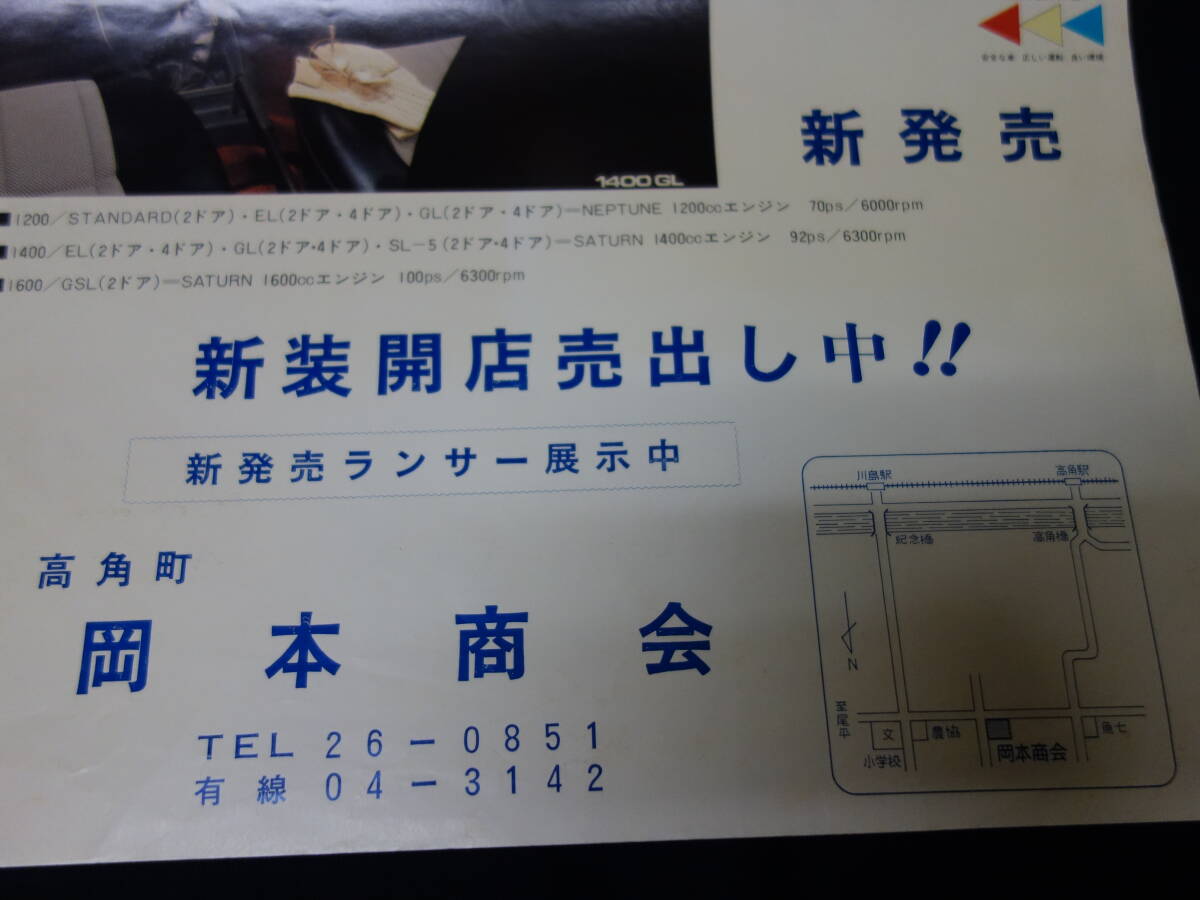 安全な車 正しい運転 良い環境
新発売
1400 GL
■1200／STANDARD(2ドア)・EL(2ドア・4ドア)・GL(2ドア・4ドア)＝NEPTUNE 1200ccエンジン 70ps／6000rpm
■1400／EL(2ドア・4ドア)・GL(2ドア・4ドア)・SL−5(2ドア・4ドア)＝SATURN 1400ccエンジン 92ps／6300rpm
■1600／GSL(2ドア)＝SATURN 1600ccエンジン 100ps／6300rpm
新装開店売出し中!!
新発売ランサー展示中
高角町
岡本商会
TEL 26−0851
有線 04−3142
川島駅
高角駅
紀念橋
高角橋
N
至尾平
文
小学校
農協
岡本商会
魚七